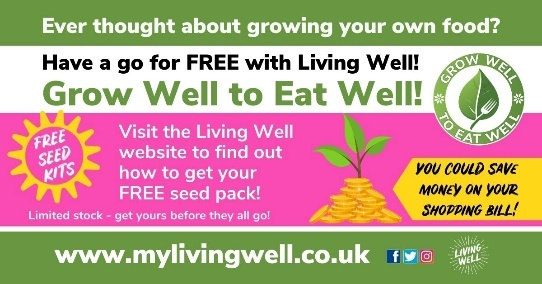 Ever thought about growing your own food?
Have a go for FREE with Living Well!
Grow Well to Eat Well!
GROW WELL
TO EAT WELL
FREE
SEED
KITS
Visit the Living Well
website to find out
how to get your
FREE seed pack!
Limited stock - get yours before they all go!
YOU COULD SAVE
MONEY ON YOUR
SHOPPING BILL!
www.mylivingwell.co.uk
LIVING
WELL